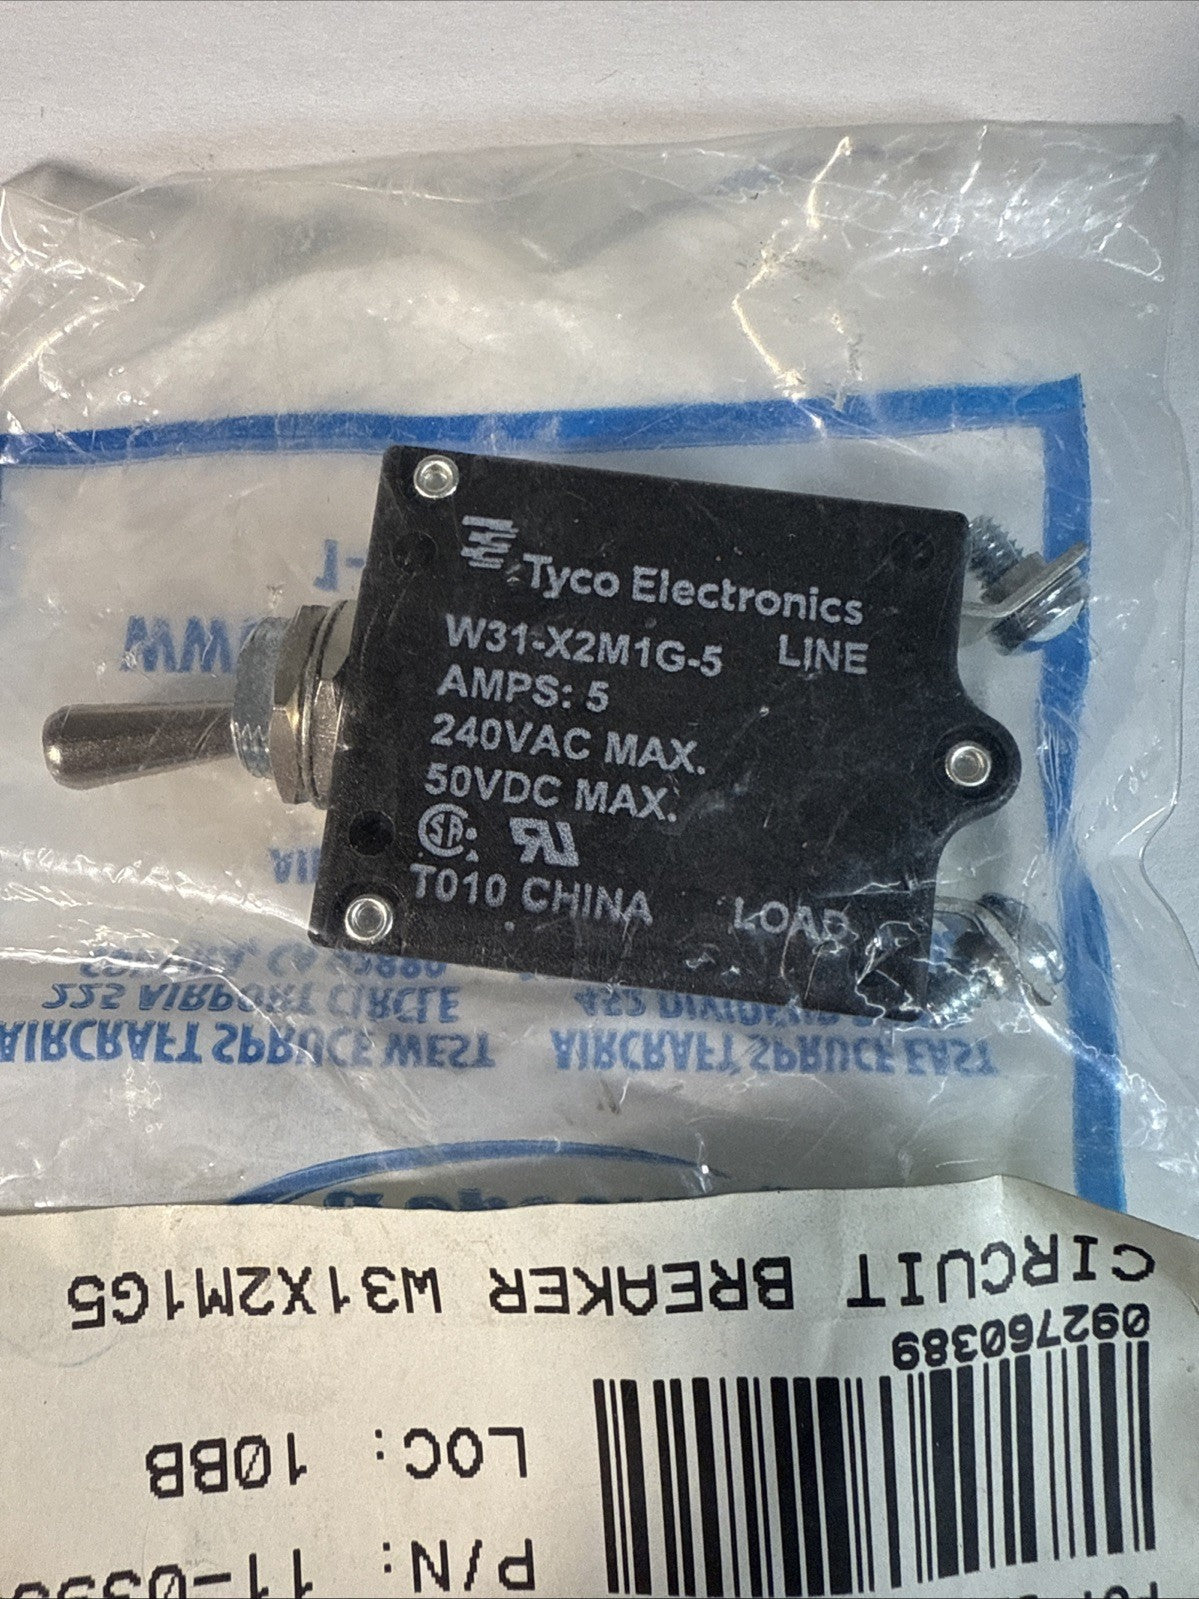 Tyco Electronics
W31-X2M1G-5 LINE
AMPS: 5
240VAC MAX.
50VDC MAX.
T010 CHINA LOAD
AIRCRAFT SPRUCE WEST
225 AIRPORT CIRCLE
AIRCRAFT SPRUCE EAST
CIRCUIT BREAKER W31X2M1G5
092760389
LOC: 10BB
P/N: